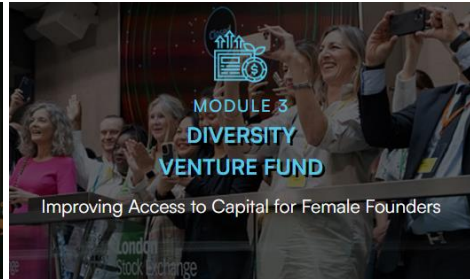 MODULE 3
DIVERSITY
VENTURE FUND
Improving Access to Capital for Female Founders
London
Stock Exchange